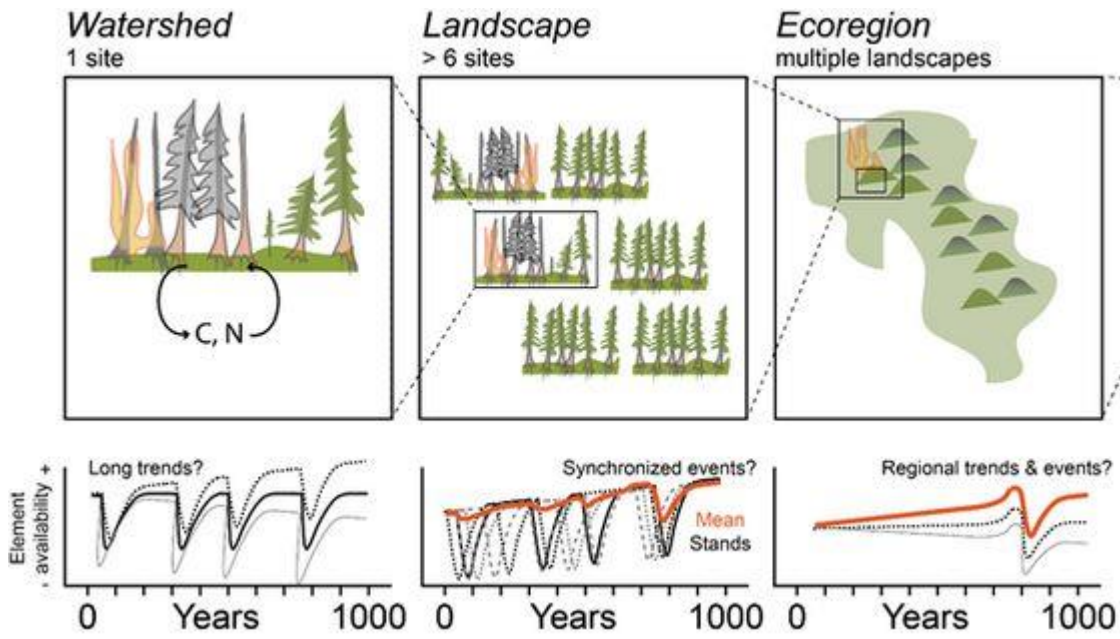 Watershed
1 site
Landscape
> 6 sites
Ecoregion
multiple landscapes
C, N
Element
availability
- +
Long trends?
0 Years 1000
Synchronized events?
Mean
Stands
0 Years 1000
Regional trends & events?
0 Years 1000